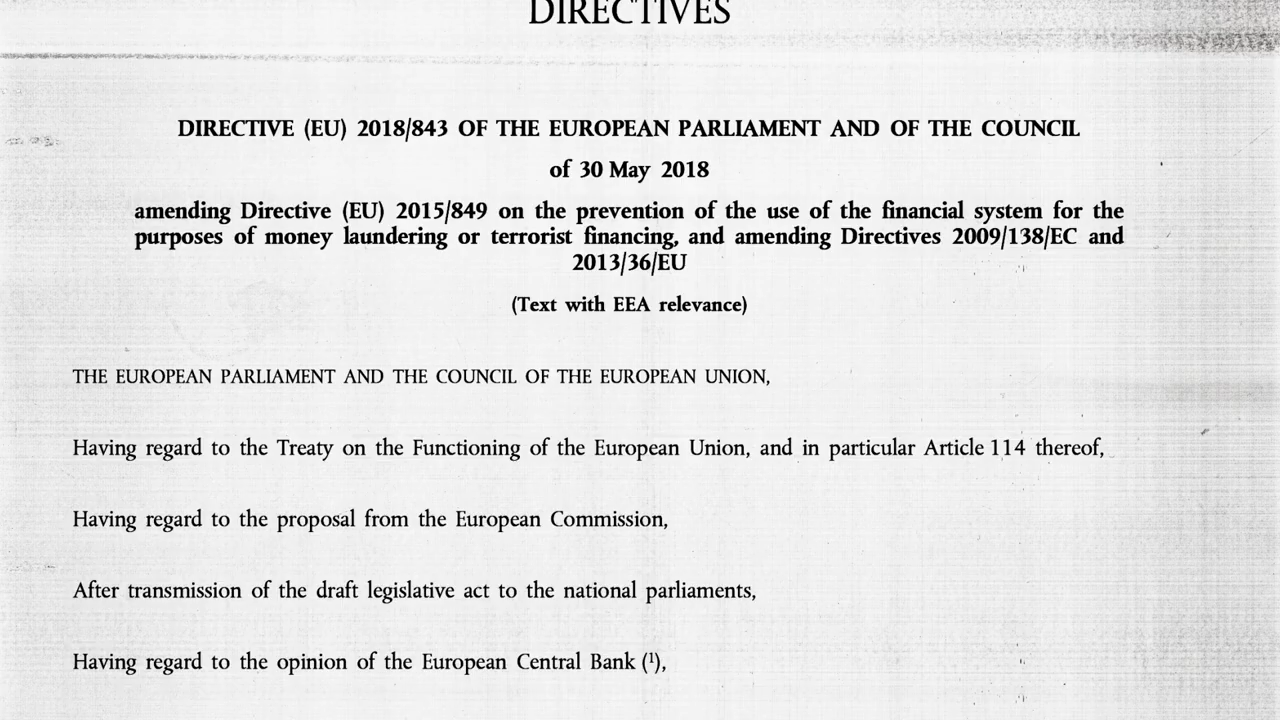 DIRECTIVES
DIRECTIVE (EU) 2018/843 OF THE EUROPEAN PARLIAMENT AND OF THE COUNCIL
of 30 May 2018
amending Directive (EU) 2015/849 on the prevention of the use of the financial system for the
purposes of money laundering or terrorist financing, and amending Directives 2009/138/EC and
2013/36/EU
(Text with EEA relevance)
THE EUROPEAN PARLIAMENT AND THE COUNCIL OF THE EUROPEAN UNION,
Having regard to the Treaty on the Functioning of the European Union, and in particular Article 114 thereof,
Having regard to the proposal from the European Commission,
After transmission of the draft legislative act to the national parliaments,
Having regard to the opinion of the European Central Bank (¹),